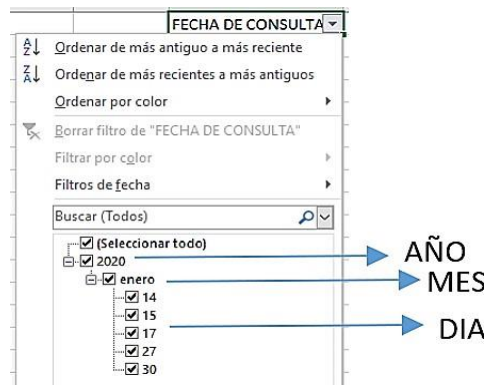 FECHA DE CONSULTA
Ordenar de más antiguo a más reciente
Ordenar de más recientes a más antiguos
Ordenar por color
Borrar filtro de "FECHA DE CONSULTA"
Filtrar por color
Filtros de fecha
Buscar (Todos)
(Seleccionar todo)
2020 AÑO
enero MES
14
15
17 DIA
27
30